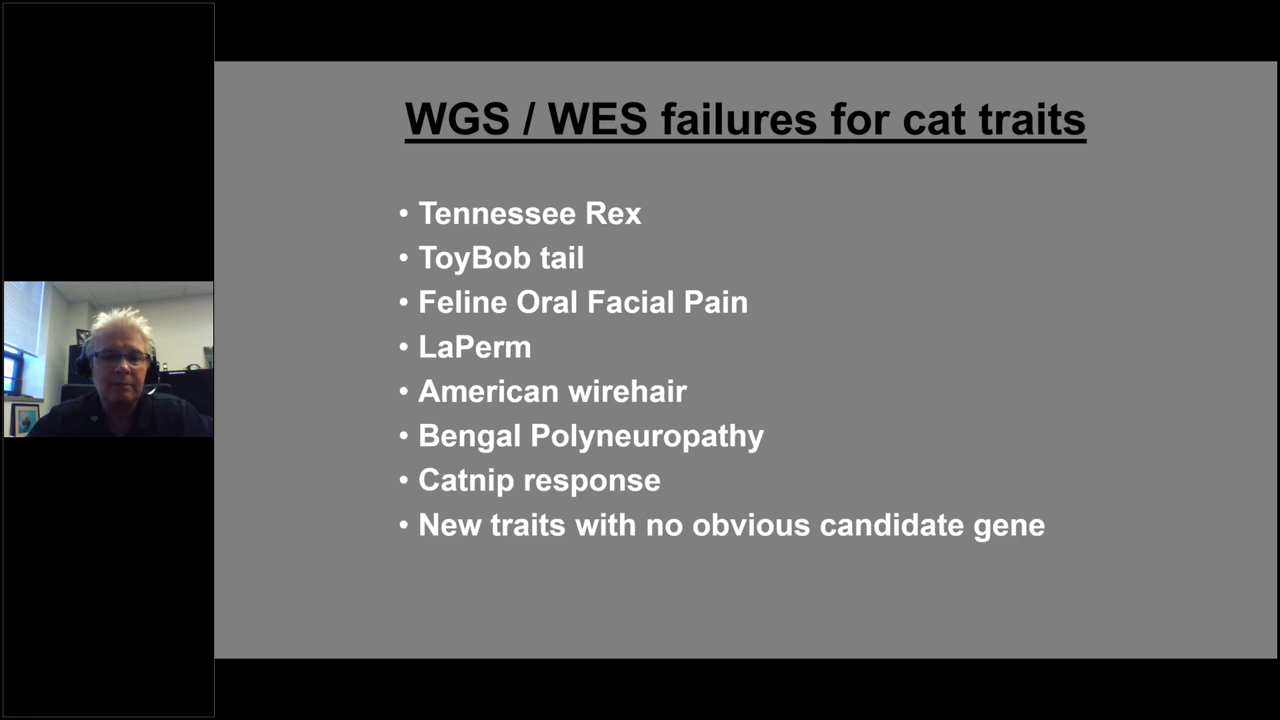 WGS / WES failures for cat traits
• Tennessee Rex
• ToyBob tail
• Feline Oral Facial Pain
• LaPerm
• American wirehair
• Bengal Polyneuropathy
• Catnip response
• New traits with no obvious candidate gene